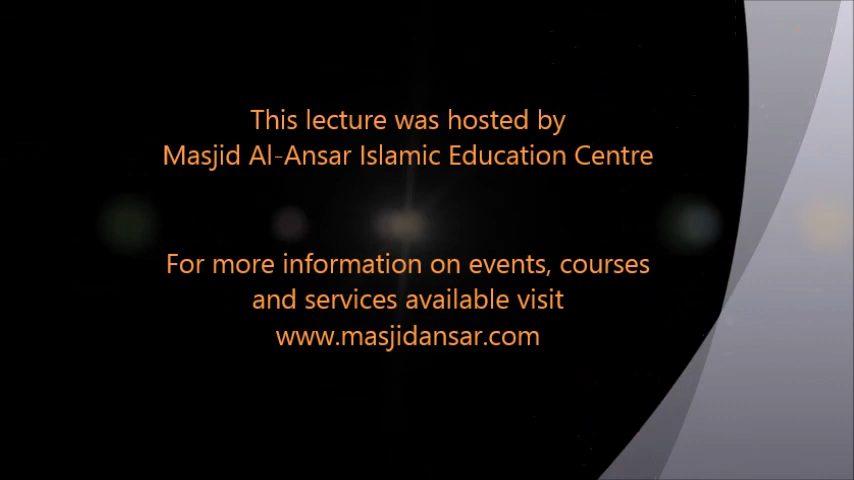 This lecture was hosted by
Masjid Al-Ansar Islamic Education Centre
For more information on events, courses
and services available visit
www.masjidansar.com